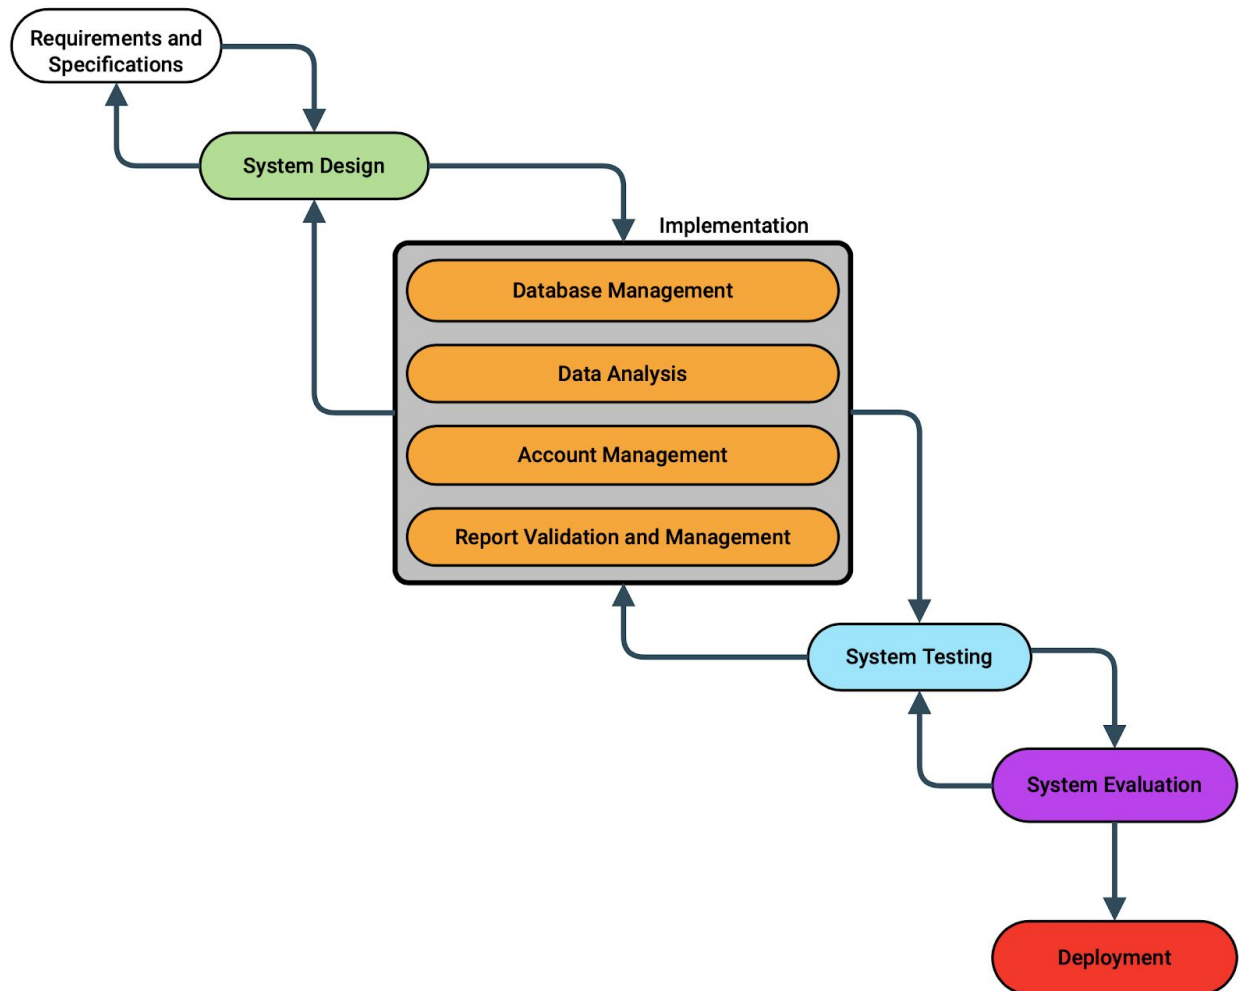 Requirements and
Specifications
System Design
Implementation
Database Management
Data Analysis
Account Management
Report Validation and Management
System Testing
System Evaluation
Deployment